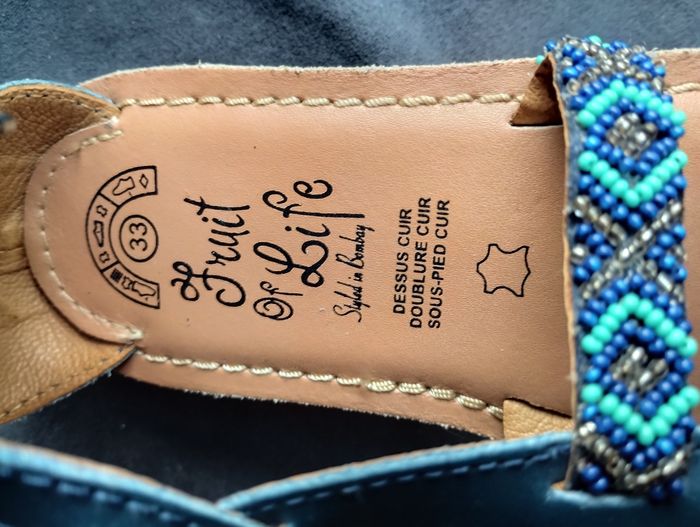 33
Fruit
Of Life
Styled in Bombay
DESSUS CUIR
DOUBLURE CUIR
SOUS-PIED CUIR